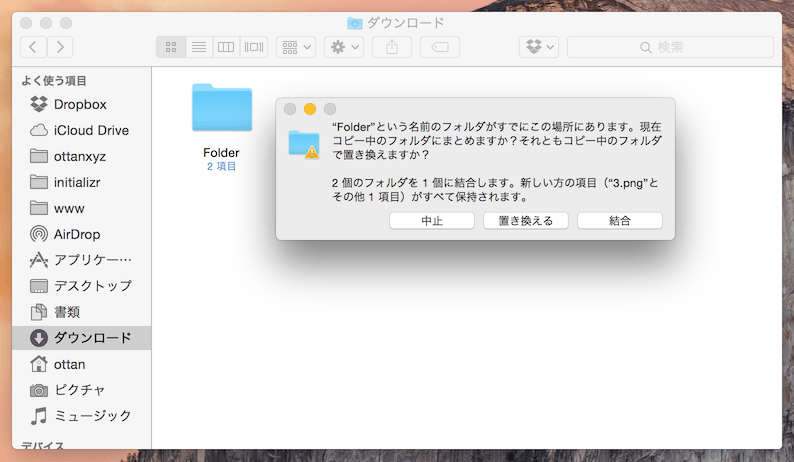 ダウンロード
検索
よく使う項目
Dropbox
iCloud Drive
ottanxyz
initializr
www
AirDrop
アプリケー…
デスクトップ
書類
ダウンロード
ottan
ピクチャ
ミュージック
デバイス
Folder
2 項目
“Folder”という名前のフォルダがすでにこの場所にあります。現在
コピー中のフォルダにまとめますか？それともコピー中のフォルダ
で置き換えますか？
2 個のフォルダを 1 個に結合します。新しい方の項目（“3.png”と
その他 1 項目）がすべて保持されます。
中止
置き換える
結合